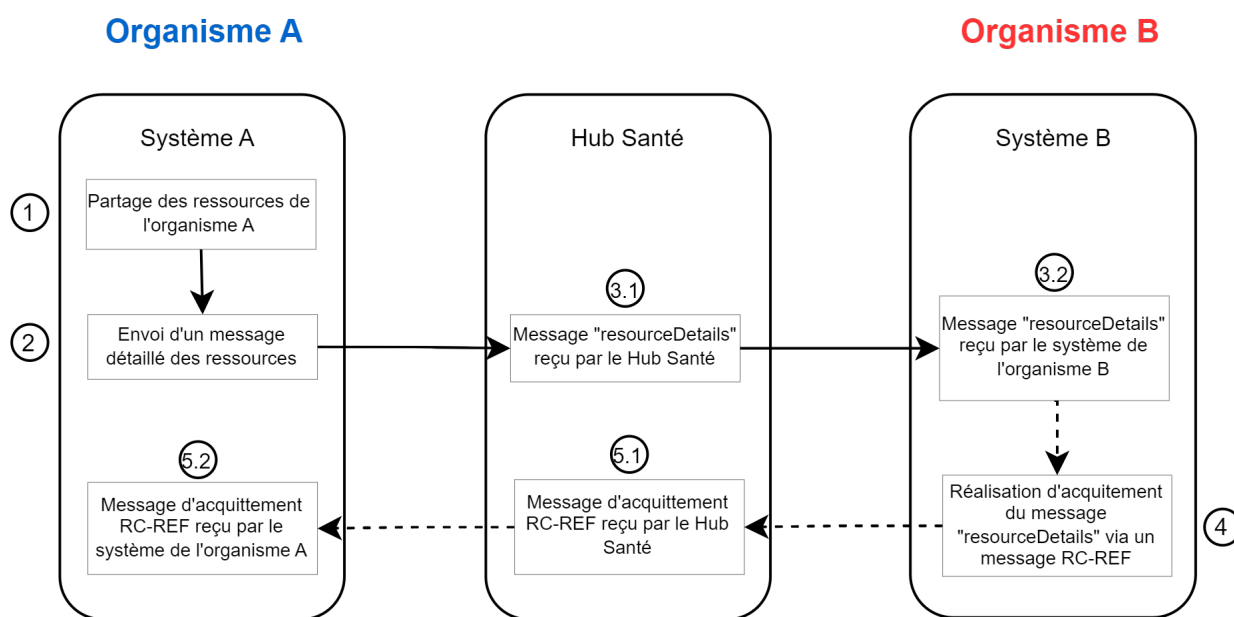 Organisme A
Organisme B
Système A
Hub Santé
Système B
1
Partage des ressources de
l'organisme A
2
Envoi d'un message
détaillé des ressources
3.1
Message "resourceDetails"
reçu par le Hub Santé
3.2
Message "resourceDetails"
reçu par le système de
l'organisme B
5.2
Message d'acquittement
RC-REF reçu par le
système de l'organisme A
5.1
Message d'acquittement
RC-REF reçu par le Hub
Santé
Réalisation d'acquitement
du message
"resourceDetails" via un
message RC-REF
4